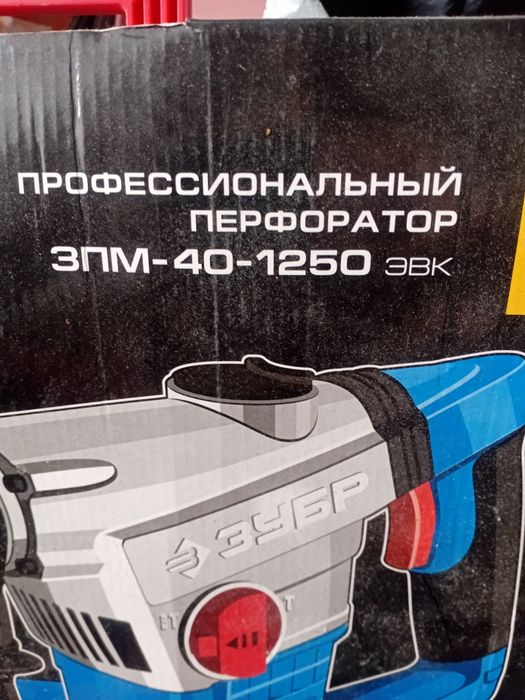 ПРОФЕССИОНАЛЬНЫЙ
ПЕРФОРАТОР
ЗПМ-40-1250 ЭВК
ЗУБР
T T